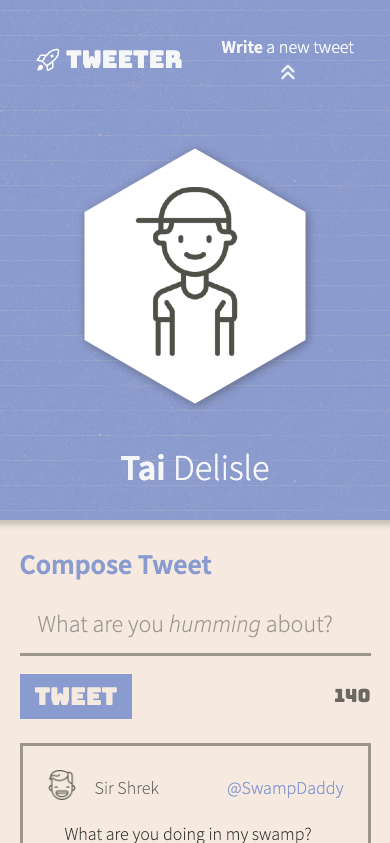 TWEETER
Write a new tweet
Tai Delisle
Compose Tweet
What are you humming about?
TWEET
140
Sir Shrek
@SwampDaddy
What are you doing in my swamp?